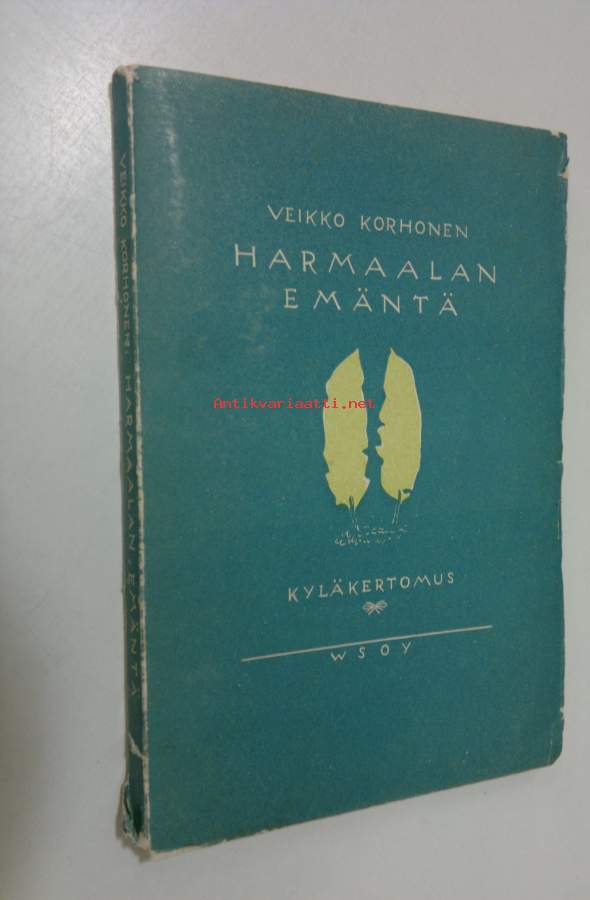 VEIKKO KORHONEN
HARMAALAN
EMÄNTÄ
Antikvariaatti.net
KYLÄKERTOMUS
WSOY
VEIKKO KORHONEN. HARMAALAN. EMÄNTÄ